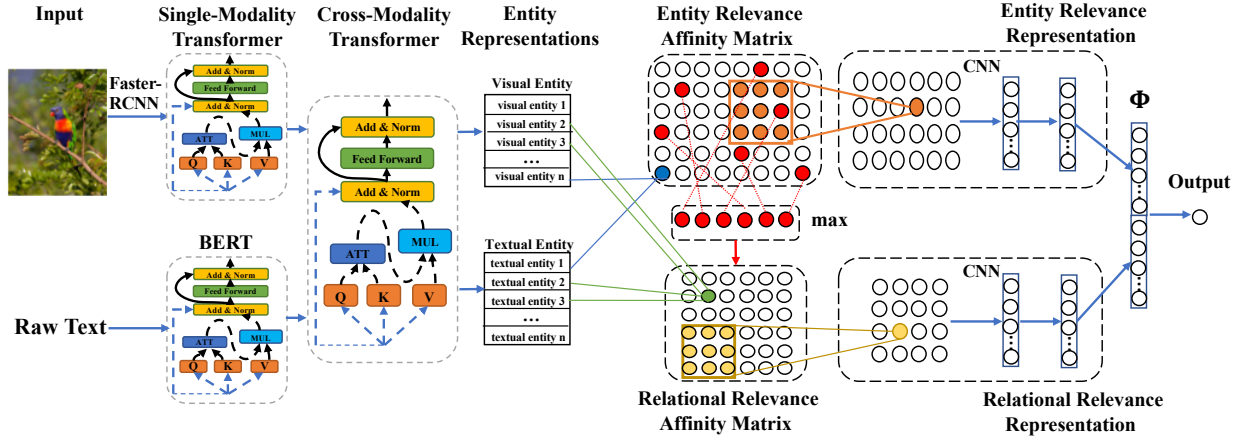 Input
Single-Modality
Transformer
Cross-Modality
Transformer
Entity
Representations
Entity Relevance
Affinity Matrix
Entity Relevance
Representation
Faster-
RCNN
Add & Norm
Feed Forward
Add & Norm
ATT
MUL
Q K V
BERT
Raw Text
Add & Norm
Feed Forward
Add & Norm
ATT
MUL
Q K V
Add & Norm
Feed Forward
Add & Norm
ATT
MUL
Q K V
Visual Entity
visual entity 1
visual entity 2
visual entity 3
...
visual entity n
Textual Entity
textual entity 1
textual entity 2
textual entity 3
...
textual entity n
max
Relational Relevance
Affinity Matrix
CNN
CNN
Relational Relevance
Representation
Φ
Output